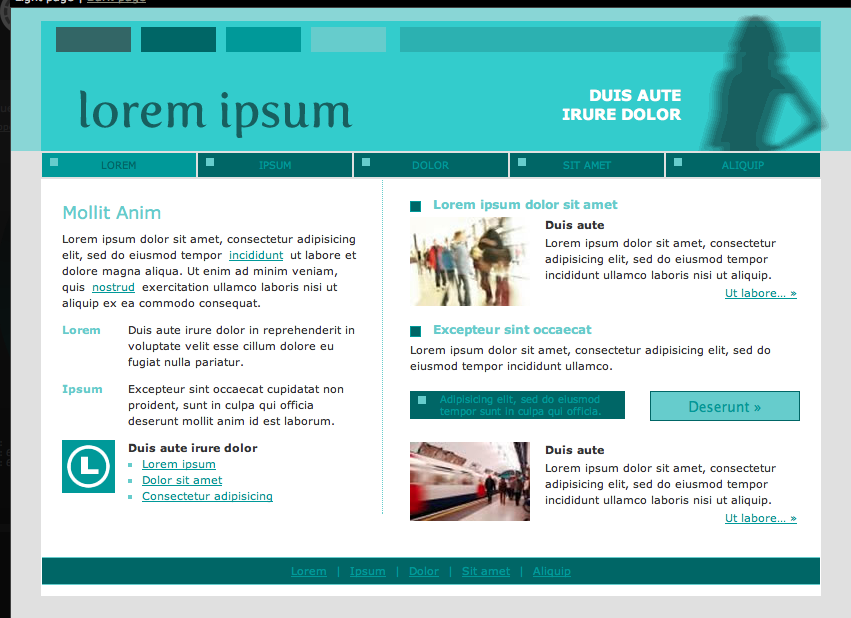 Light page | Dark page
lorem ipsum
DUIS AUTE
IRURE DOLOR
LOREM
IPSUM
DOLOR
SIT AMET
ALIQUIP
Mollit Anim
Lorem ipsum dolor sit amet, consectetur adipisicing
elit, sed do eiusmod tempor incididunt ut labore et
dolore magna aliqua. Ut enim ad minim veniam,
quis nostrud exercitation ullamco laboris nisi ut
aliquip ex ea commodo consequat.
Lorem
Duis aute irure dolor in reprehenderit in
voluptate velit esse cillum dolore eu
fugiat nulla pariatur.
Ipsum
Excepteur sint occaecat cupidatat non
proident, sunt in culpa qui officia
deserunt mollit anim id est laborum.
L
Duis aute irure dolor
Lorem ipsum
Dolor sit amet
Consectetur adipisicing
Lorem ipsum dolor sit amet
Duis aute
Lorem ipsum dolor sit amet, consectetur
adipisicing elit, sed do eiusmod tempor
incididunt ullamco laboris nisi ut aliquip.
Ut labore... »
Excepteur sint occaecat
Lorem ipsum dolor sit amet, consectetur adipisicing elit, sed do
eiusmod tempor incididunt ullamco.
Adipisicing elit, sed do eiusmod
tempor sunt in culpa qui officia.
Deserunt »
Duis aute
Lorem ipsum dolor sit amet, consectetur
adipisicing elit, sed do eiusmod tempor
incididunt ullamco laboris nisi ut aliquip.
Ut labore... »
Lorem | Ipsum | Dolor | Sit amet | Aliquip